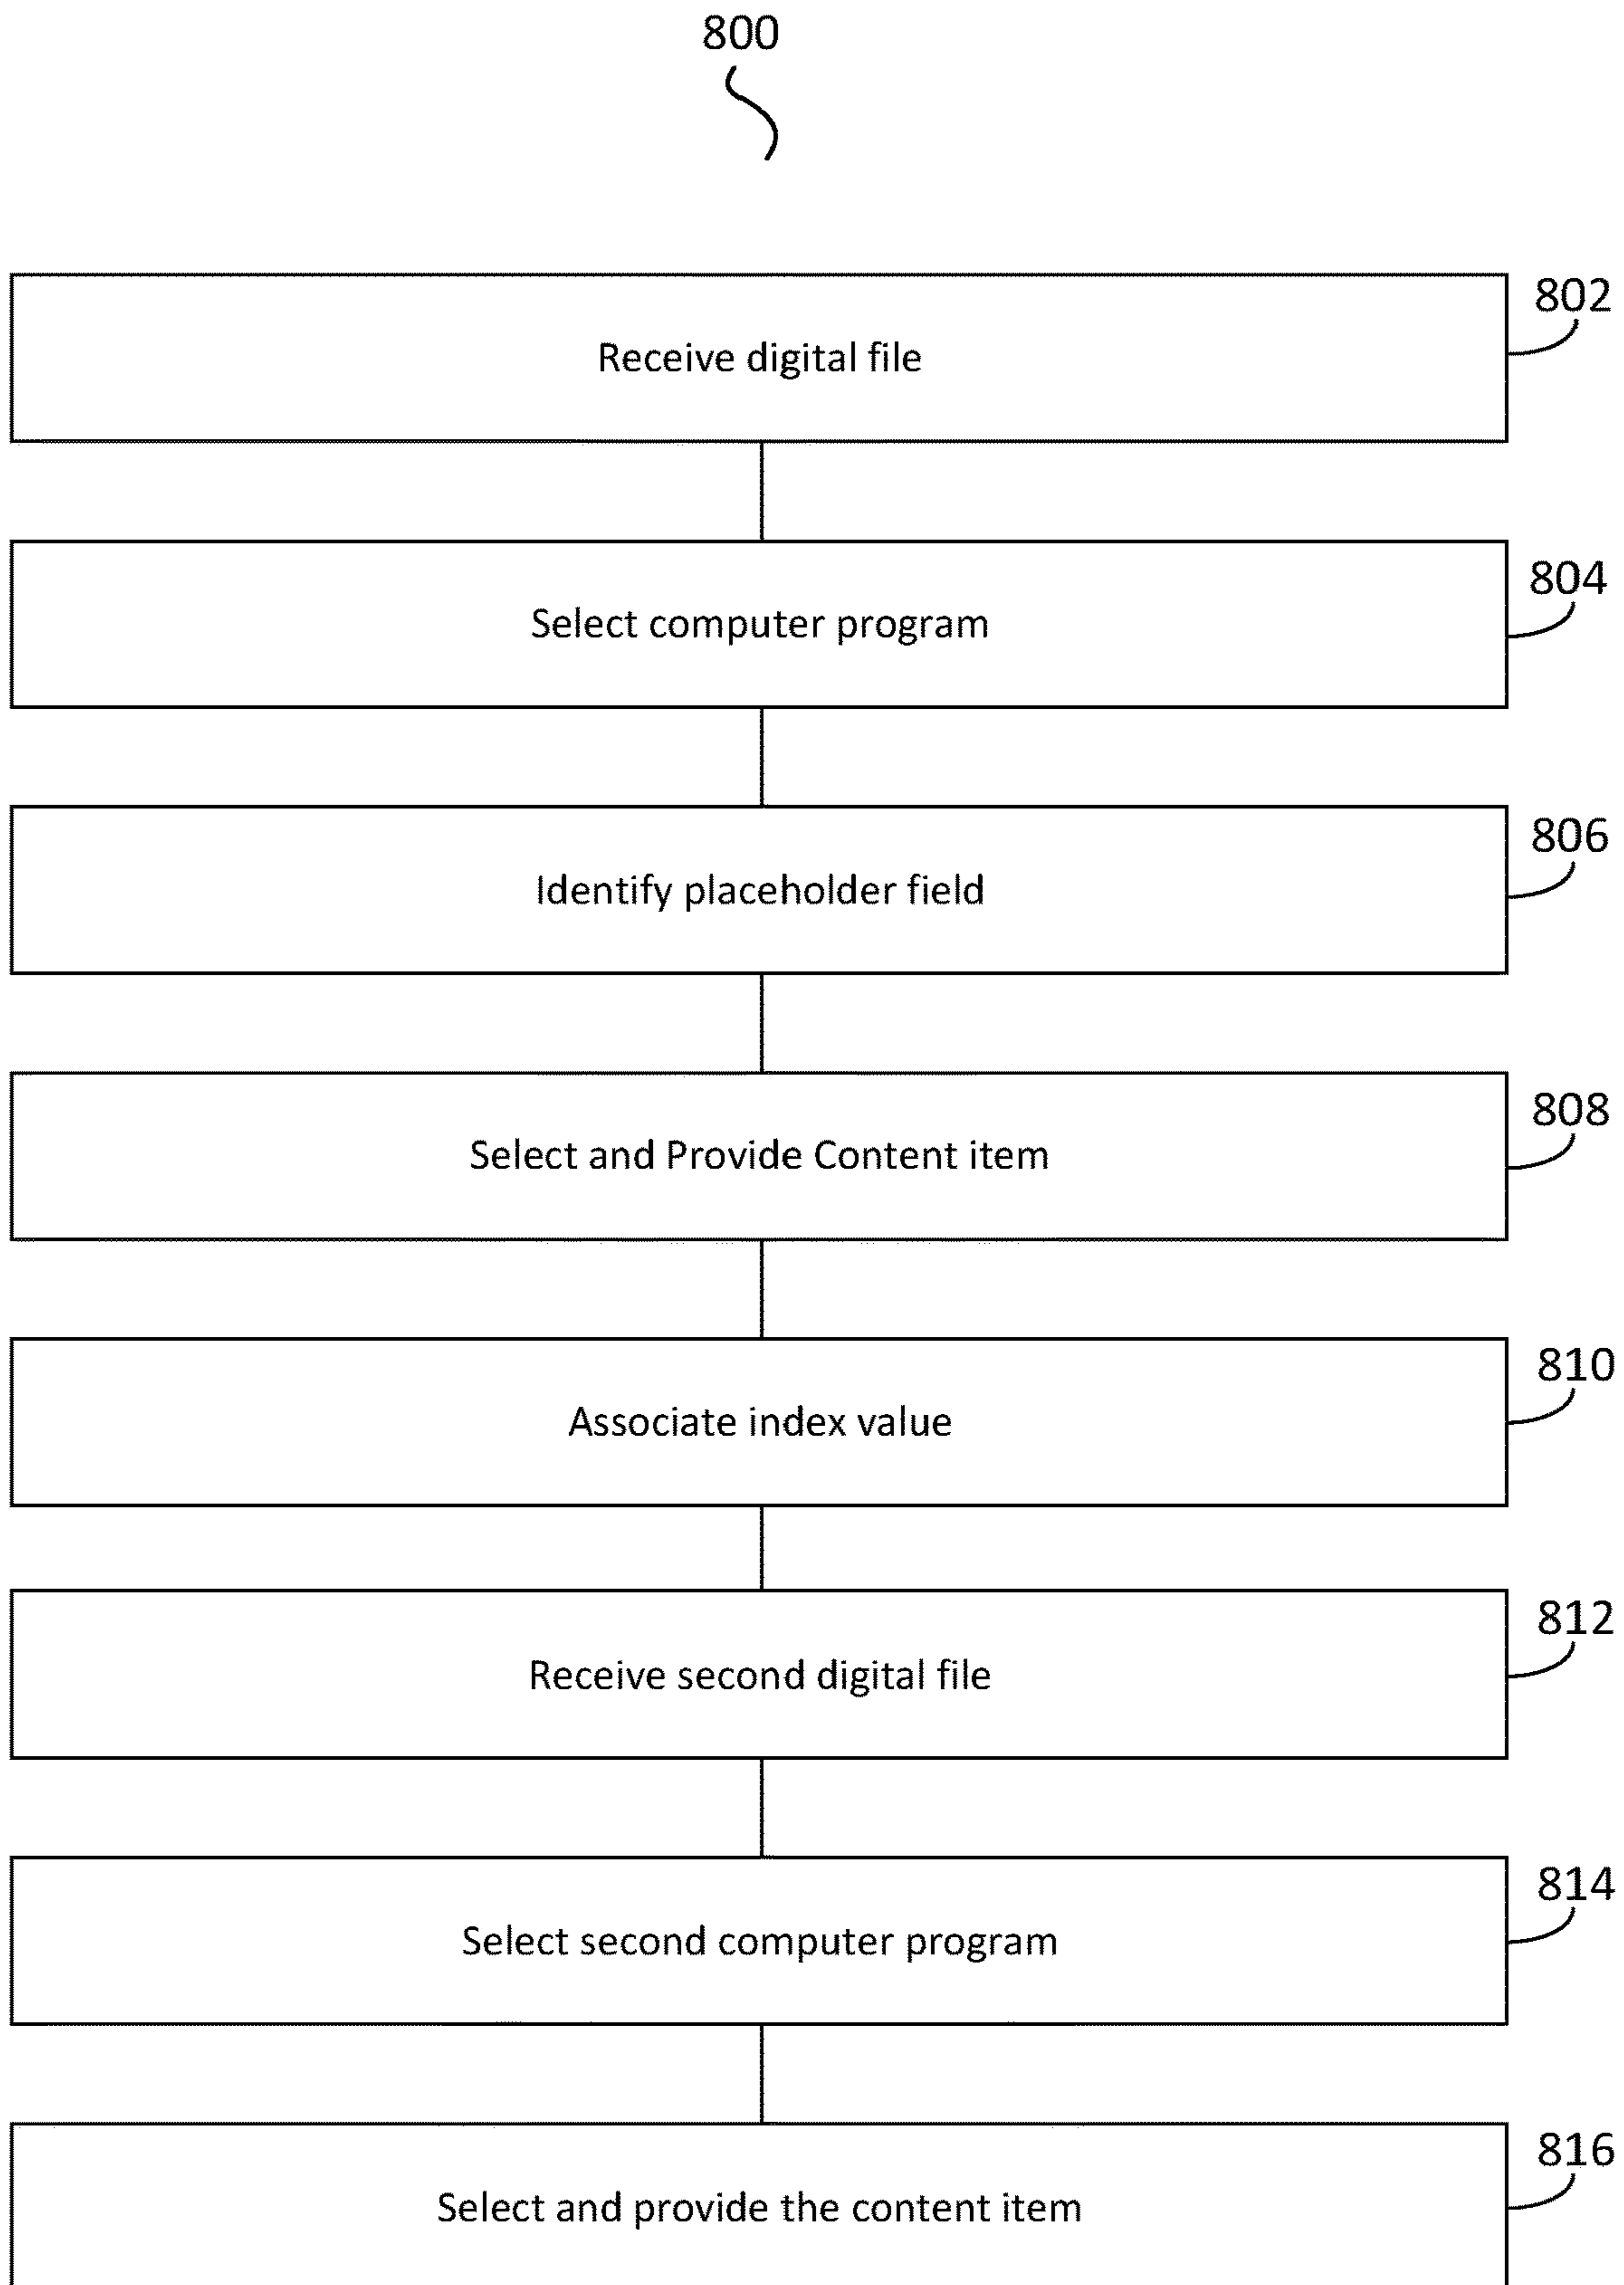 800
802
Receive digital file
804
Select computer program
806
Identify placeholder field
808
Select and Provide Content item
810
Associate index value
812
Receive second digital file
814
Select second computer program
816
Select and provide the content item